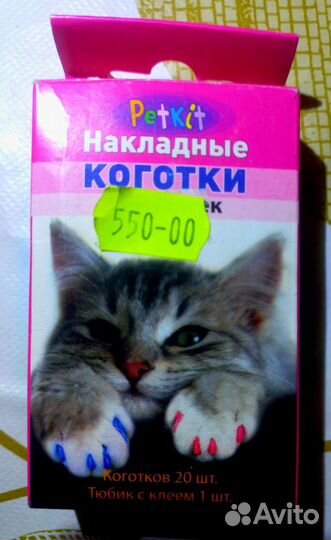 PetKit
Накладные
КОГОТКИ
550-00
Коготков 20 шт.
Тюбик с клеем 1 шт.
Avito